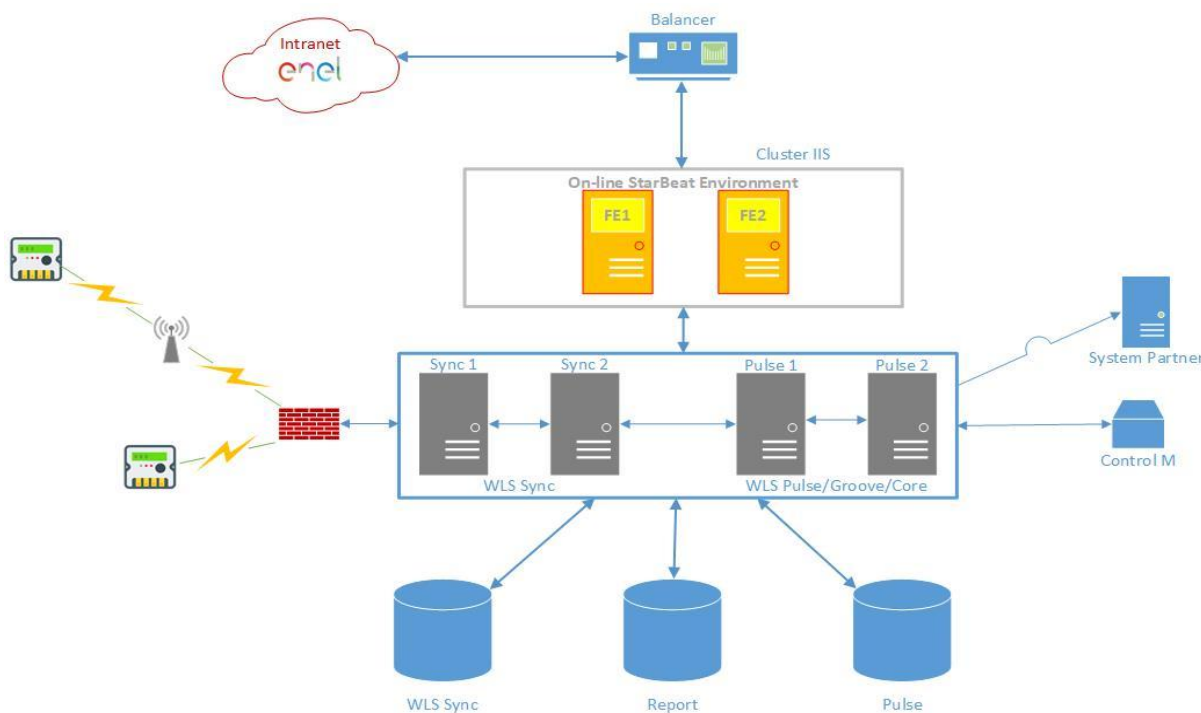 Balancer
Intranet
enel
Cluster IIS
On-line StarBeat Environment
FE1
FE2
System Partner
Sync 1
Sync 2
Pulse 1
Pulse 2
WLS Sync
WLS Pulse/Groove/Core
Control M
WLS Sync
Report
Pulse